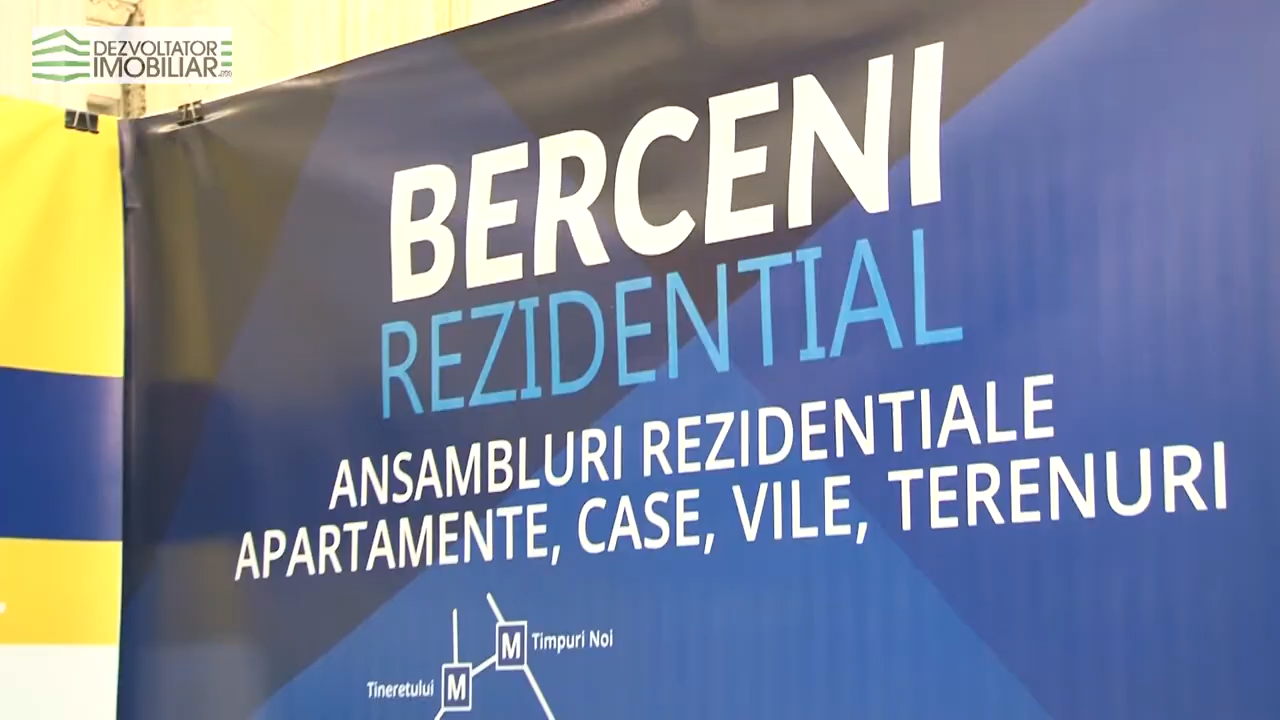 DEZVOLTATOR
IMOBILIAR
BERCENI
REZIDENTIAL
ANSAMBLURI REZIDENTIALE
APARTAMENTE, CASE, VILE, TERENURI
M Timpuri Noi
Tineretului M